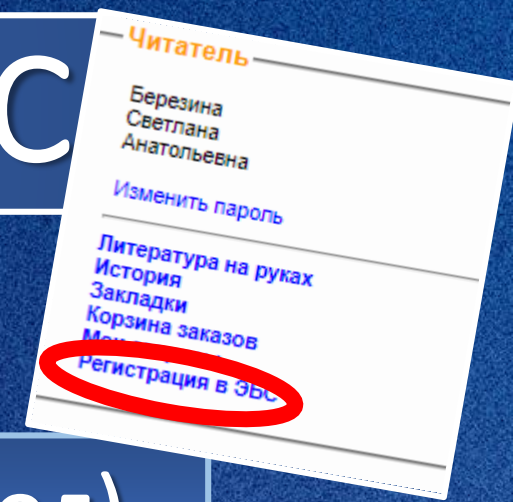 С
Читатель
Березина
Светлана
Анатольевна
Изменить пароль
Литература на руках
История
Закладки
Корзина заказов
Регистрация в ЭБС